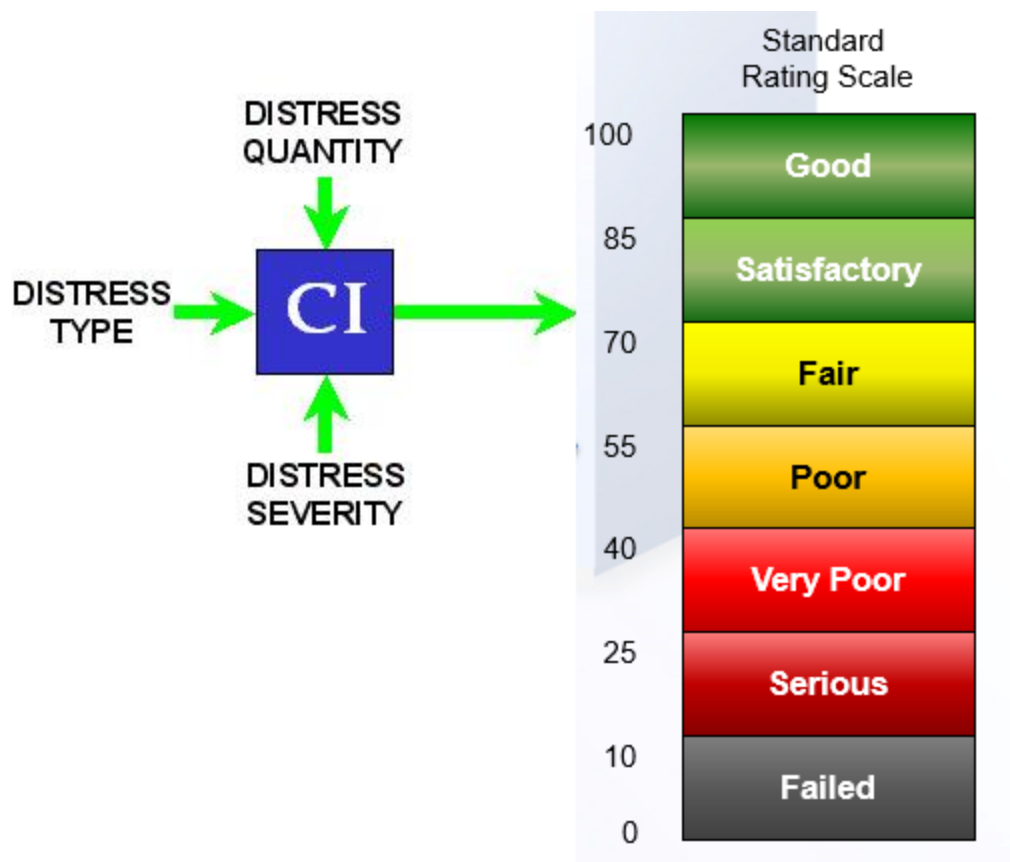 DISTRESS
QUANTITY
DISTRESS
TYPE
CI
DISTRESS
SEVERITY
Standard
Rating Scale
100
Good
85
Satisfactory
70
Fair
55
Poor
40
Very Poor
25
Serious
10
Failed
0